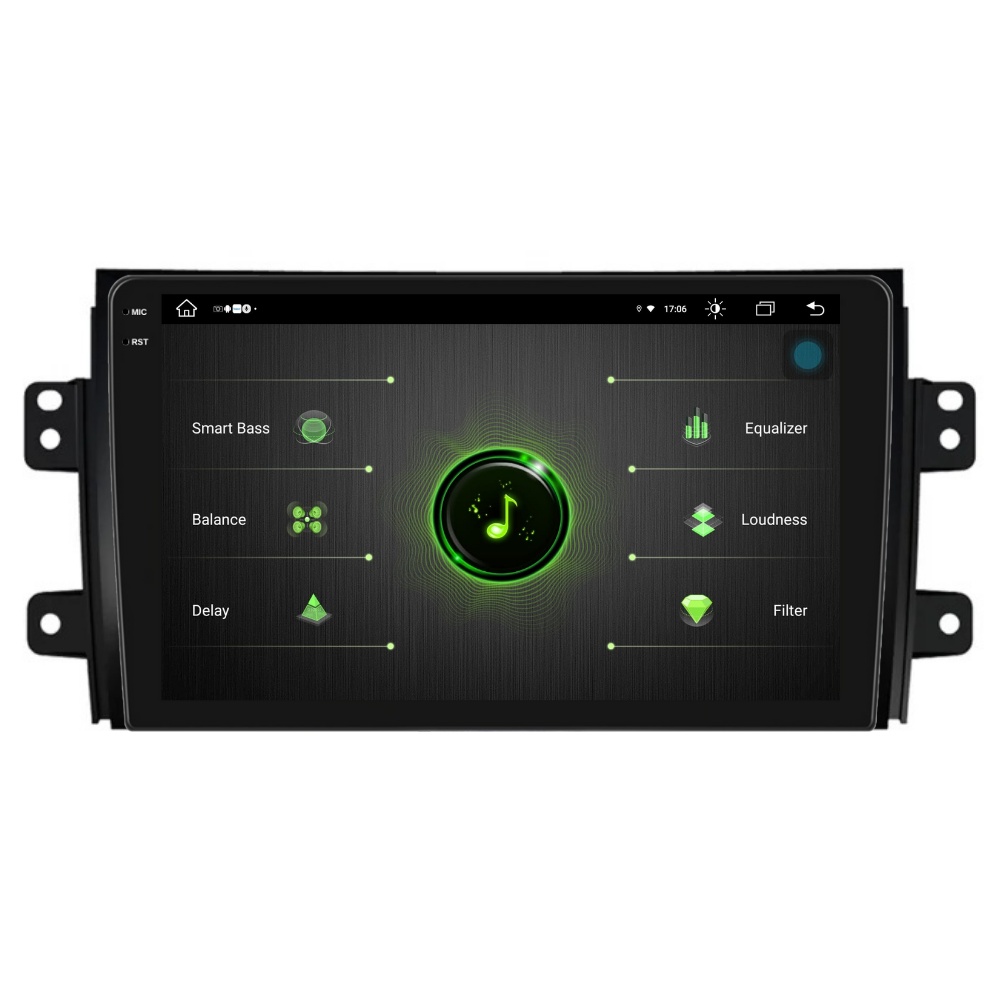 MIC
17:06
RST
Smart Bass
Equalizer
Balance
Loudness
Delay
Filter